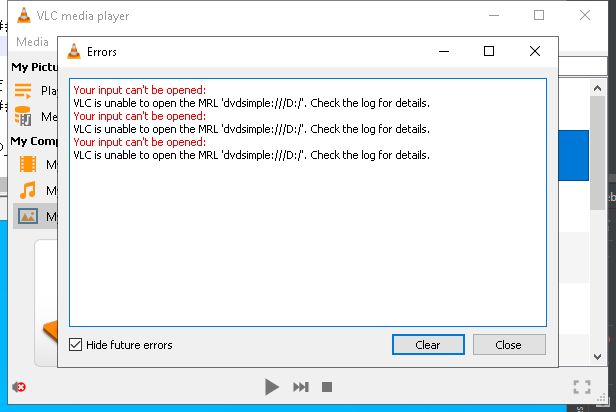 VLC media player
Media
Errors
My Pictu
Your input can't be opened:
VLC is unable to open the MRL 'dvdsimple:///D:/'. Check the log for details.
Your input can't be opened:
VLC is unable to open the MRL 'dvdsimple:///D:/'. Check the log for details.
Your input can't be opened:
VLC is unable to open the MRL 'dvdsimple:///D:/'. Check the log for details.
Pla
Me
My Comp
My
My
My
Hide future errors
Clear
Close